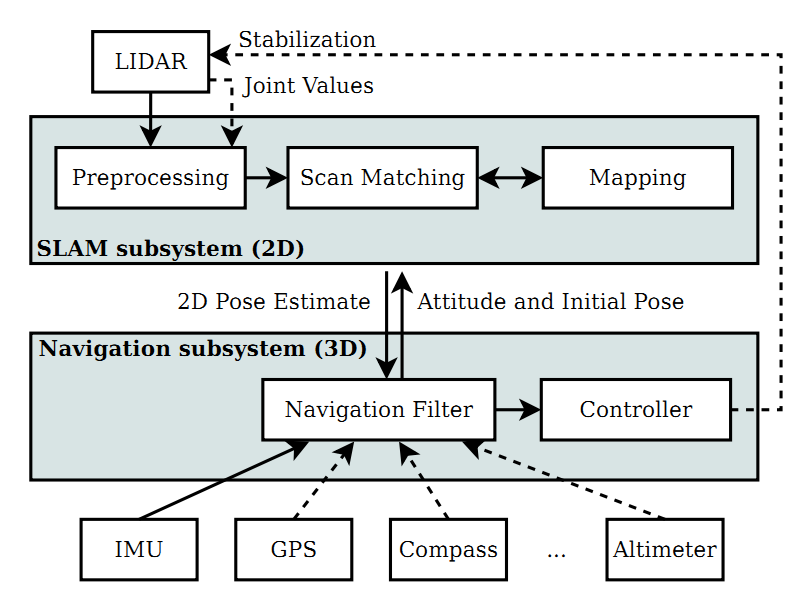 Stabilization
LIDAR
Joint Values
Preprocessing
Scan Matching
Mapping
SLAM subsystem (2D)
2D Pose Estimate
Attitude and Initial Pose
Navigation subsystem (3D)
Navigation Filter
Controller
IMU
GPS
Compass
...
Altimeter